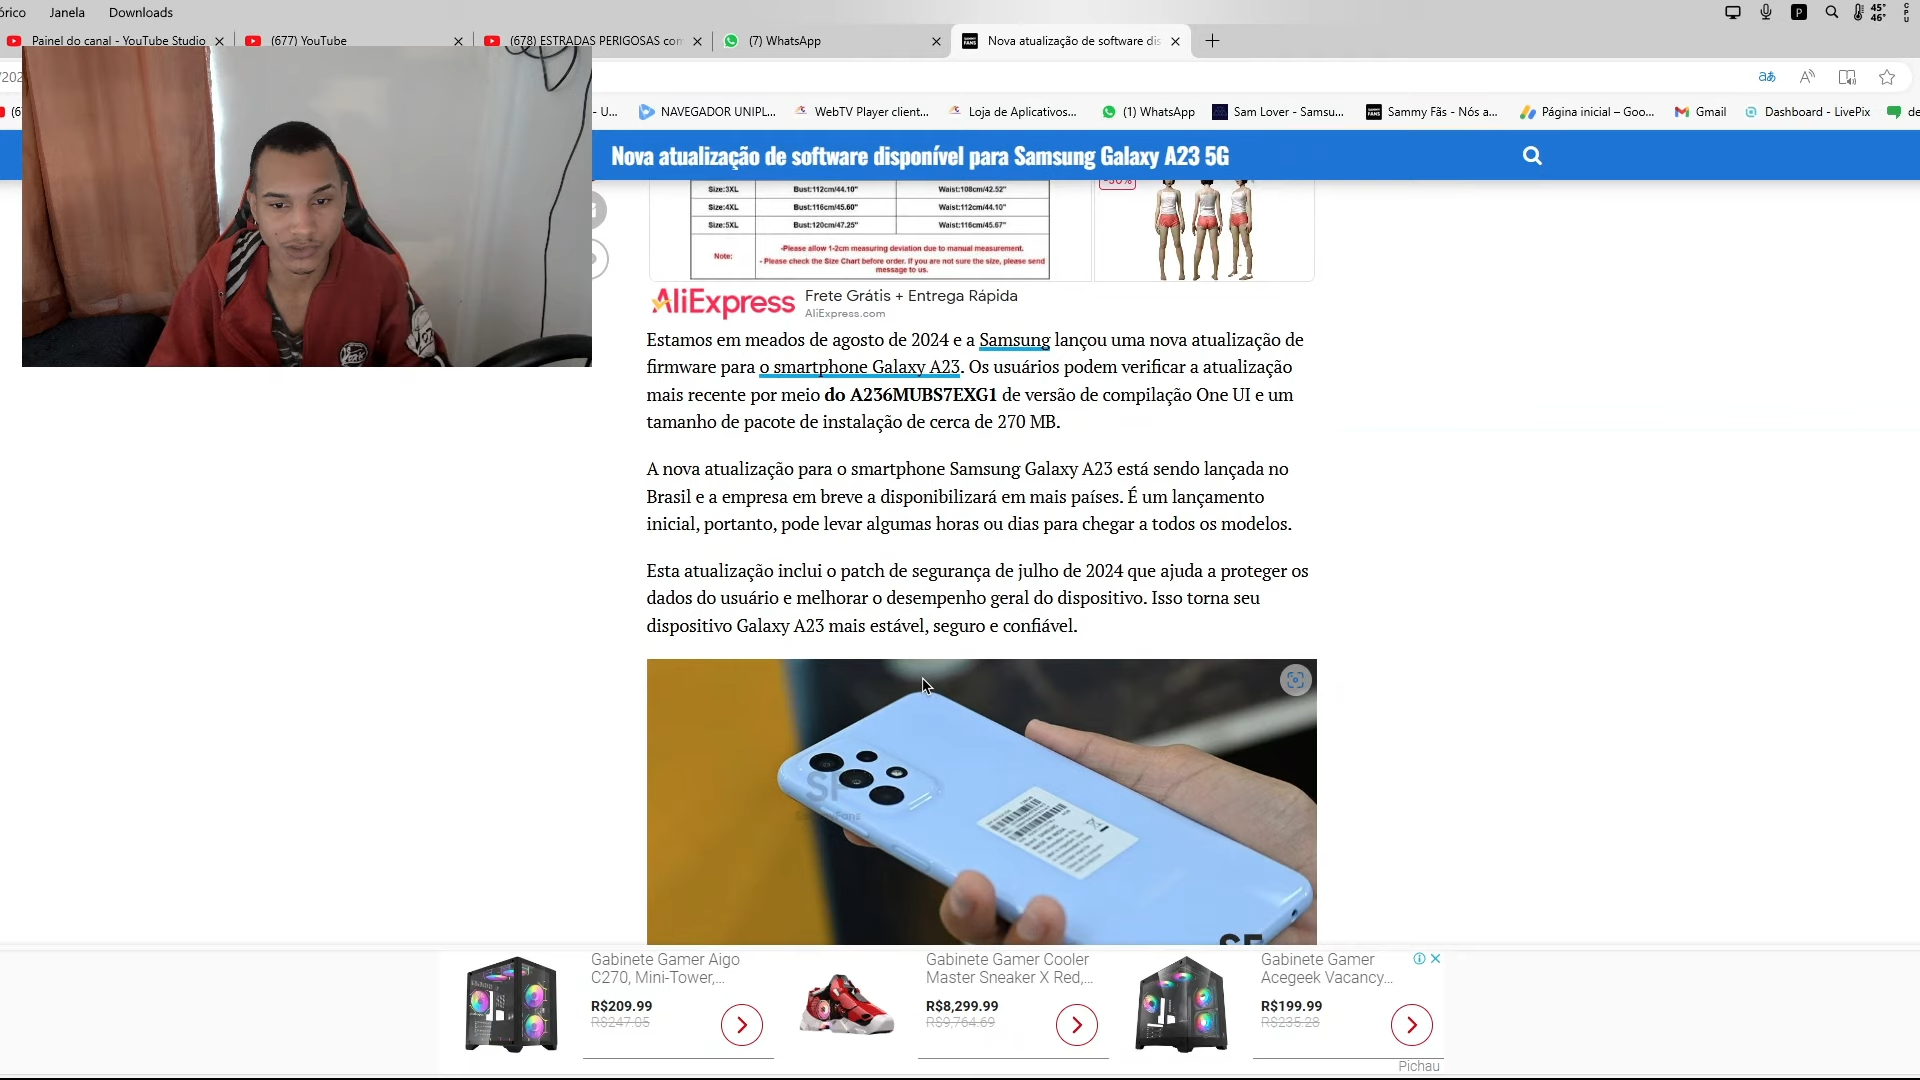 órico Janela Downloads
45°
46°
CPU
Painel do canal - YouTube Studio
(677) YouTube
(678) ESTRADAS PERIGOSAS com
(7) WhatsApp
Nova atualização de software dis
/202
- U...
NAVEGADOR UNIPL...
WebTV Player client...
Loja de Aplicativos...
(1) WhatsApp
Sam Lover - Samsu...
Sammy Fãs - Nós a...
Página inicial – Goo...
Gmail
Dashboard - LivePix
de
Nova atualização de software disponível para Samsung Galaxy A23 5G
-50%
Size:3XL Bust:112cm/44.10" Waist:108cm/42.52"
Size:4XL Bust:116cm/45.60" Waist:112cm/44.10"
Size:5XL Bust:120cm/47.25" Waist:116cm/45.67"
Note:
-Please allow 1-2cm measuring deviation due to manual measurement.
- Please check the Size Chart before order. If you are not sure the size, please send
message to us.
AliExpress
Frete Grátis + Entrega Rápida
AliExpress.com
Estamos em meados de agosto de 2024 e a Samsung lançou uma nova atualização de
firmware para o smartphone Galaxy A23. Os usuários podem verificar a atualização
mais recente por meio do A236MUBS7EXG1 de versão de compilação One UI e um
tamanho de pacote de instalação de cerca de 270 MB.
A nova atualização para o smartphone Samsung Galaxy A23 está sendo lançada no
Brasil e a empresa em breve a disponibilizará em mais países. É um lançamento
inicial, portanto, pode levar algumas horas ou dias para chegar a todos os modelos.
Esta atualização inclui o patch de segurança de julho de 2024 que ajuda a proteger os
dados do usuário e melhorar o desempenho geral do dispositivo. Isso torna seu
dispositivo Galaxy A23 mais estável, seguro e confiável.
SF
SAMSUNG
SF
Gabinete Gamer Aigo
C270, Mini-Tower,...
R$209.99
R$247.05
Gabinete Gamer Cooler
Master Sneaker X Red,...
R$8,299.99
R$9,764.69
Gabinete Gamer
Acegeek Vacancy...
R$199.99
R$235.28
Pichau